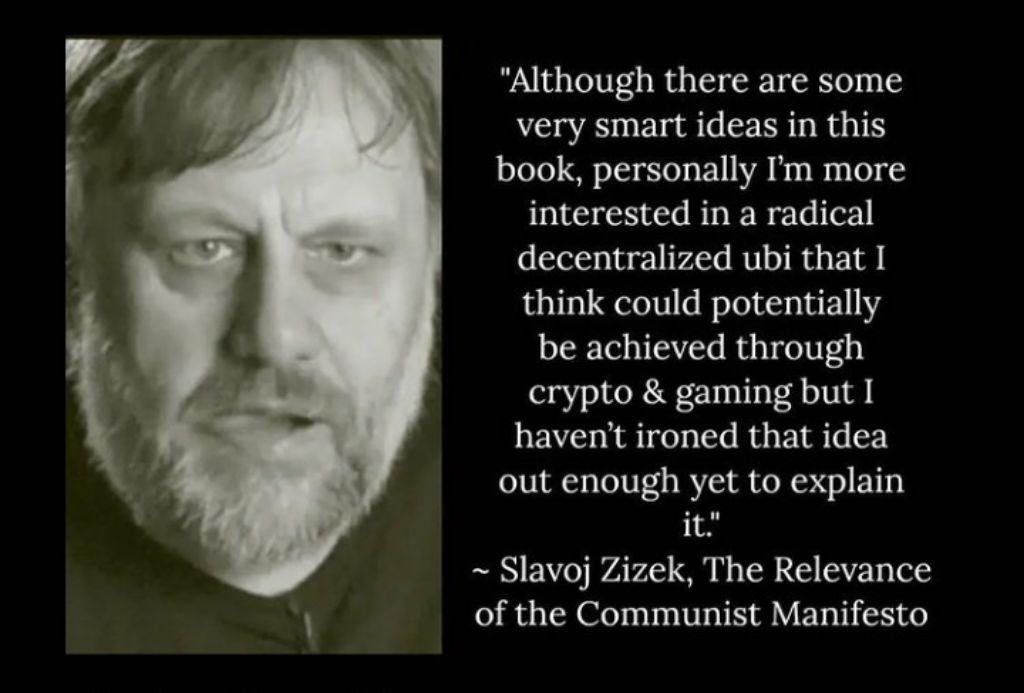 "Although there are some
very smart ideas in this
book, personally I'm more
interested in a radical
decentralized ubi that I
think could potentially
be achieved through
crypto & gaming but I
haven't ironed that idea
out enough yet to explain
it."
~ Slavoj Zizek, The Relevance
of the Communist Manifesto